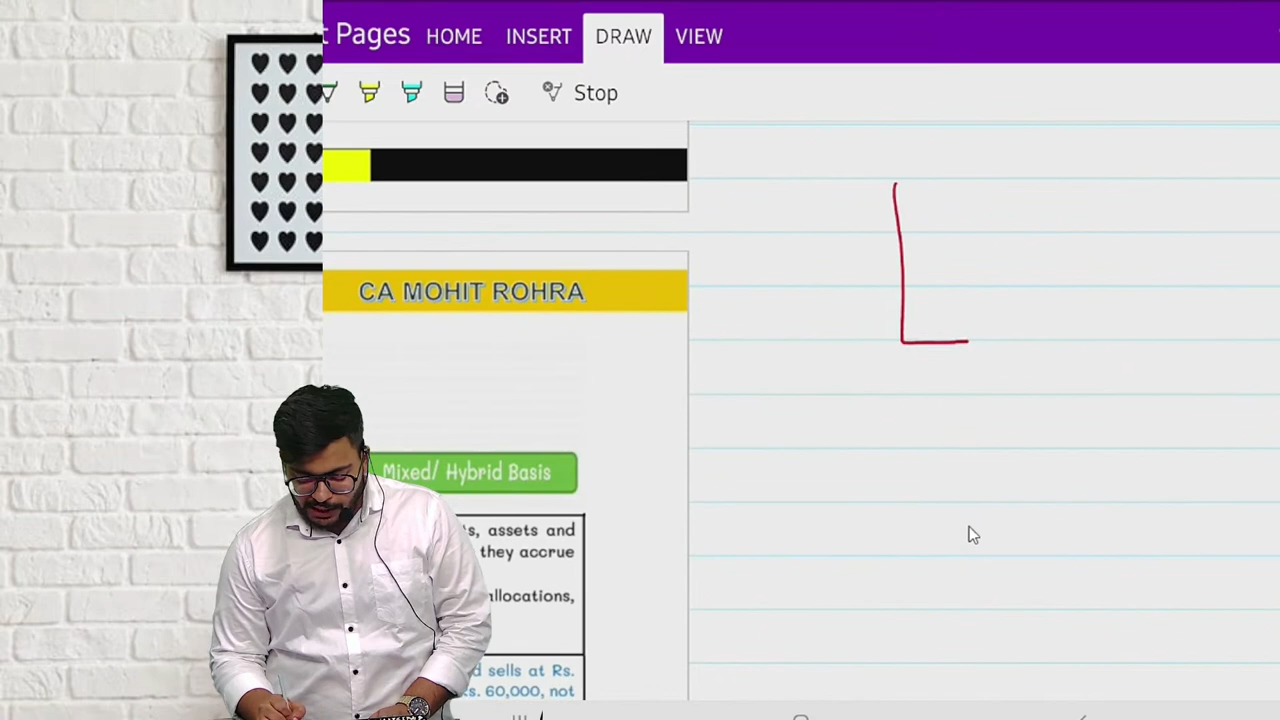 t Pages HOME INSERT DRAW VIEW
Stop
CA MOHIT ROHRA
Mixed/ Hybrid Basis
s, assets and
they accrue
allocations,
d sells at Rs.
s. 60,000, not